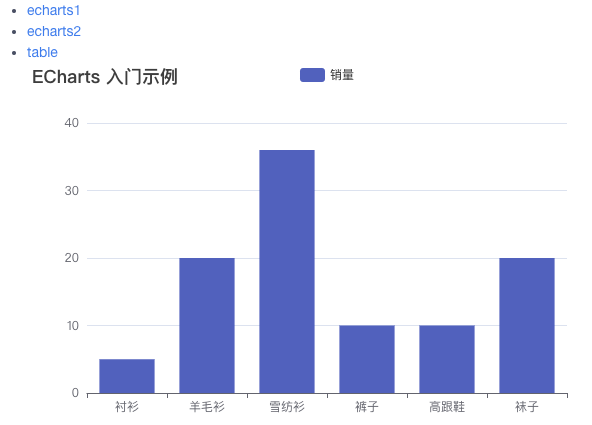 echarts1
echarts2
table
ECharts 入门示例
销量
40
30
20
10
0
衬衫 羊毛衫 雪纺衫 裤子 高跟鞋 袜子